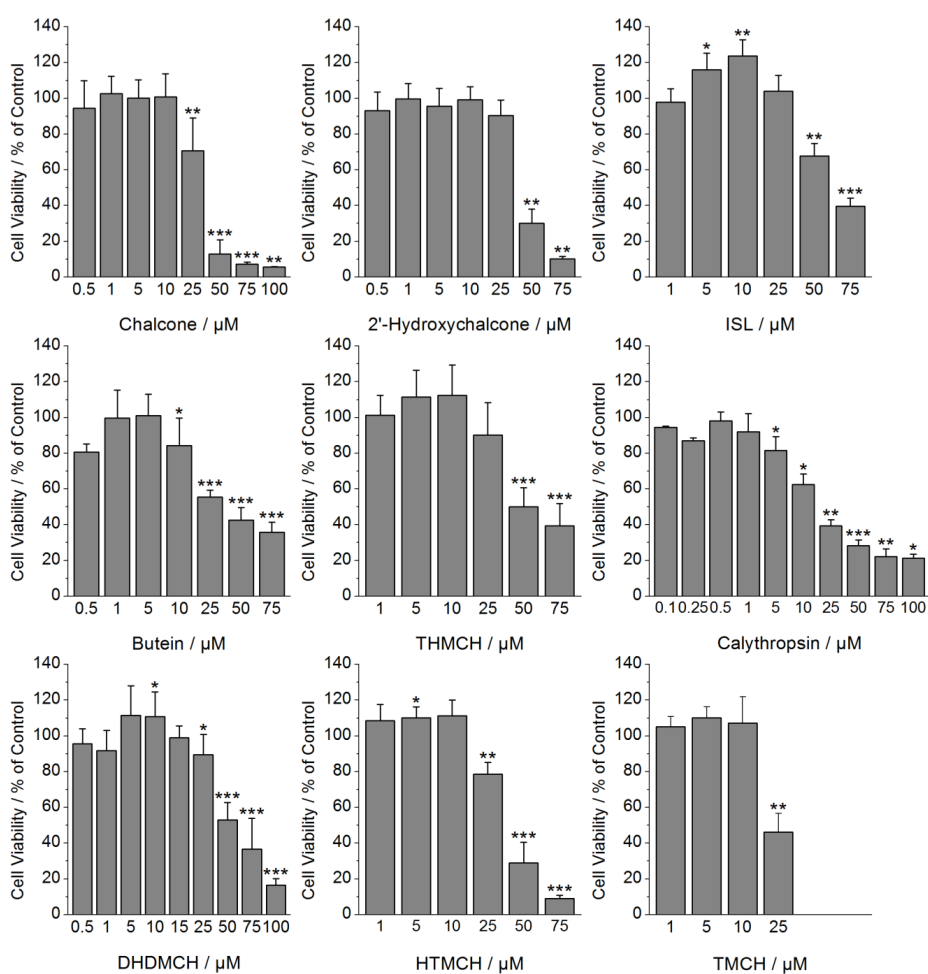 140
120
100
80
60
40
20
0
Cell Viability / % of Control
** *** *** **
0.5 1 5 10 25 50 75 100
Chalcone / µM
140
120
100
80
60
40
20
0
Cell Viability / % of Control
** **
0.5 1 5 10 25 50 75
2'-Hydroxychalcone / µM
140
120
100
80
60
40
20
0
Cell Viability / % of Control
* ** ** ***
1 5 10 25 50 75
ISL / µM
140
120
100
80
60
40
20
0
Cell Viability / % of Control
* *** *** ***
0.5 1 5 10 25 50 75
Butein / µM
140
120
100
80
60
40
20
0
Cell Viability / % of Control
*** ***
1 5 10 25 50 75
THMCH / µM
140
120
100
80
60
40
20
0
Cell Viability / % of Control
* * ** *** ** *
0.1 0.25 0.5 1 5 10 25 50 75 100
Calythropsin / µM
140
120
100
80
60
40
20
0
Cell Viability / % of Control
* * *** *** ***
0.5 1 5 10 15 25 50 75 100
DHDMCH / µM
140
120
100
80
60
40
20
0
Cell Viability / % of Control
* ** *** ***
1 5 10 25 50 75
HTMCH / µM
140
120
100
80
60
40
20
0
Cell Viability / % of Control
**
1 5 10 25
TMCH / µM